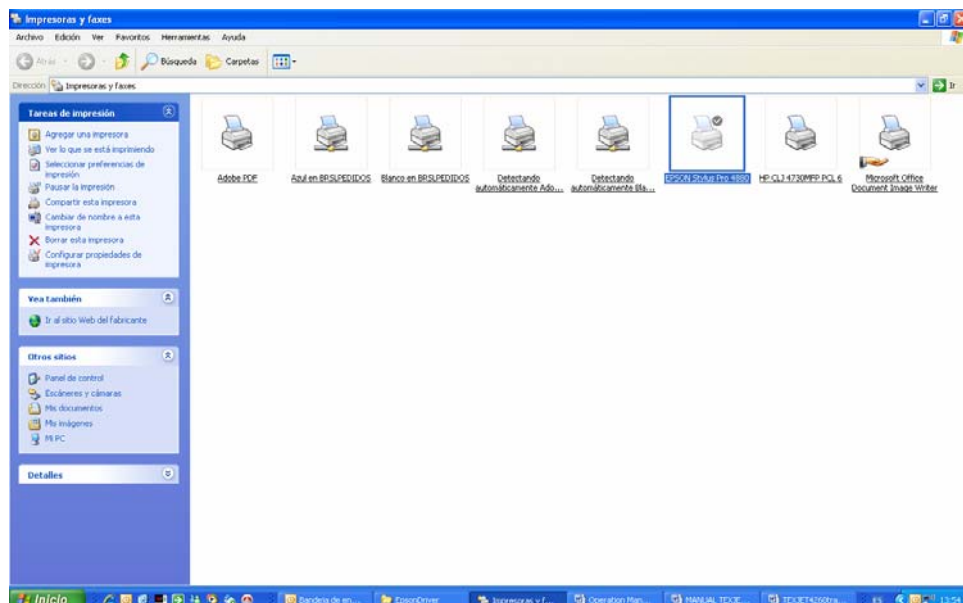 Impresoras y faxes
Archivo Edición Ver Favoritos Herramientas Ayuda
Atrás Búsqueda Carpetas
Dirección Impresoras y faxes Ir
Tareas de impresión
Agregar una impresora
Ver lo que se está imprimiendo
Seleccionar preferencias de
impresión
Pausar la impresión
Compartir esta impresora
Cambiar de nombre a esta
impresora
Borrar esta impresora
Configurar propiedades de
impresora
Vea también
Ir al sitio Web del fabricante
Otros sitios
Panel de control
Escáneres y cámaras
Mis documentos
Mis imágenes
Mi PC
Detalles
Adobe PDF
Azul en BRSLPEDIDOS
Blanco en BRSLPEDIDOS
Detectando
automáticamente Ado...
Detectando
automáticamente Bla...
EPSON Stylus Pro 4880
HP CLJ 4730MFP PCL 6
Microsoft Office
Document Image Writer
Inicio Bandeja de en... EpsonDriver Impresoras y f... Operation Man... MANUAL TEXJE... TEXJET4260tra... ES 13:54